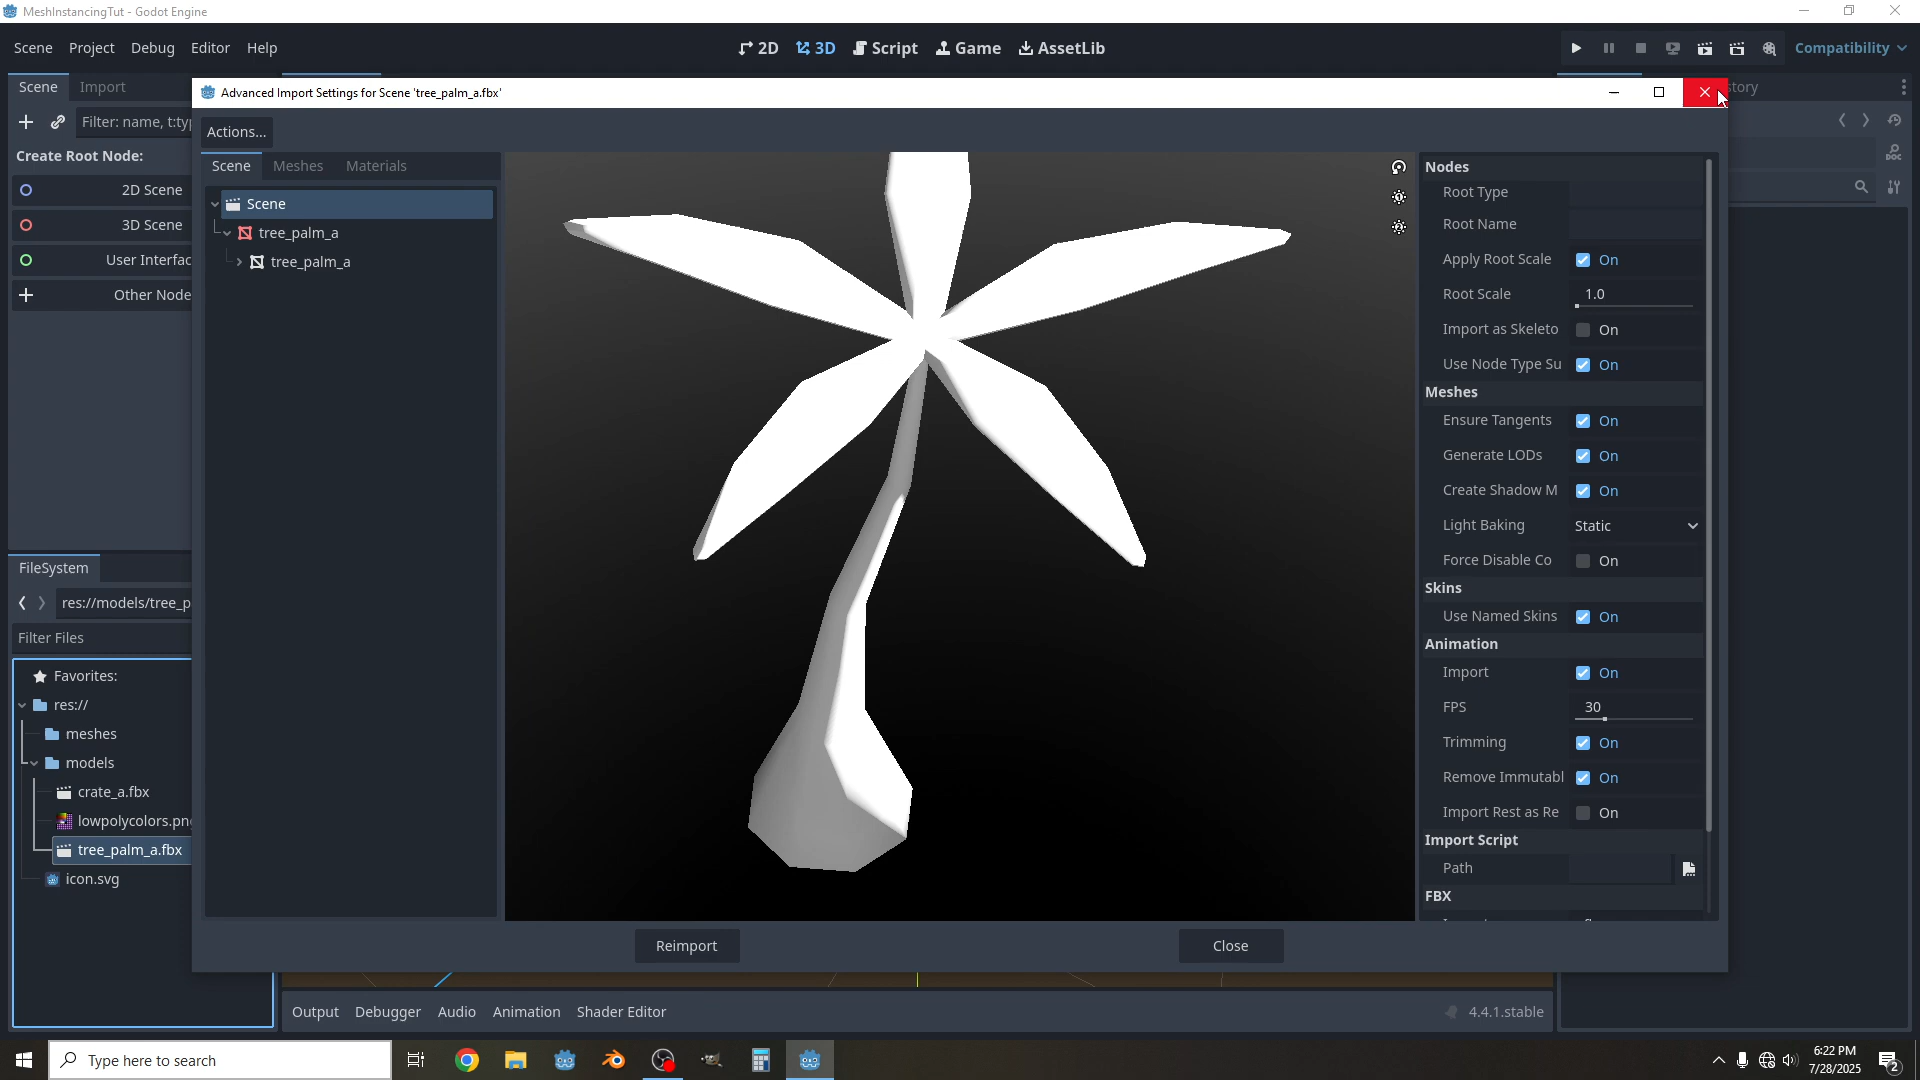 MeshInstancingTut - Godot Engine
Scene Project Debug Editor Help
2D 3D Script Game AssetLib
Compatibility
Scene Import
story
Advanced Import Settings for Scene 'tree_palm_a.fbx'
Filter: name, t:typ
Actions...
Create Root Node:
2D Scene
3D Scene
User Interfac
Other Node
Scene Meshes Materials
Scene
tree_palm_a
tree_palm_a
Nodes
Root Type
Root Name
Apply Root Scale On
Root Scale 1.0
Import as Skeleto On
Use Node Type Su On
Meshes
Ensure Tangents On
Generate LODs On
Create Shadow M On
Light Baking Static
Force Disable Co On
Skins
Use Named Skins On
Animation
Import On
FPS 30
Trimming On
Remove Immutabl On
Import Rest as Re On
Import Script
Path
FBX
FileSystem
res://models/tree_p
Filter Files
Favorites:
res://
meshes
models
crate_a.fbx
lowpolycolors.pn
tree_palm_a.fbx
icon.svg
Reimport Close
Output Debugger Audio Animation Shader Editor
4.4.1.stable
Type here to search
6:22 PM
7/28/2025
2